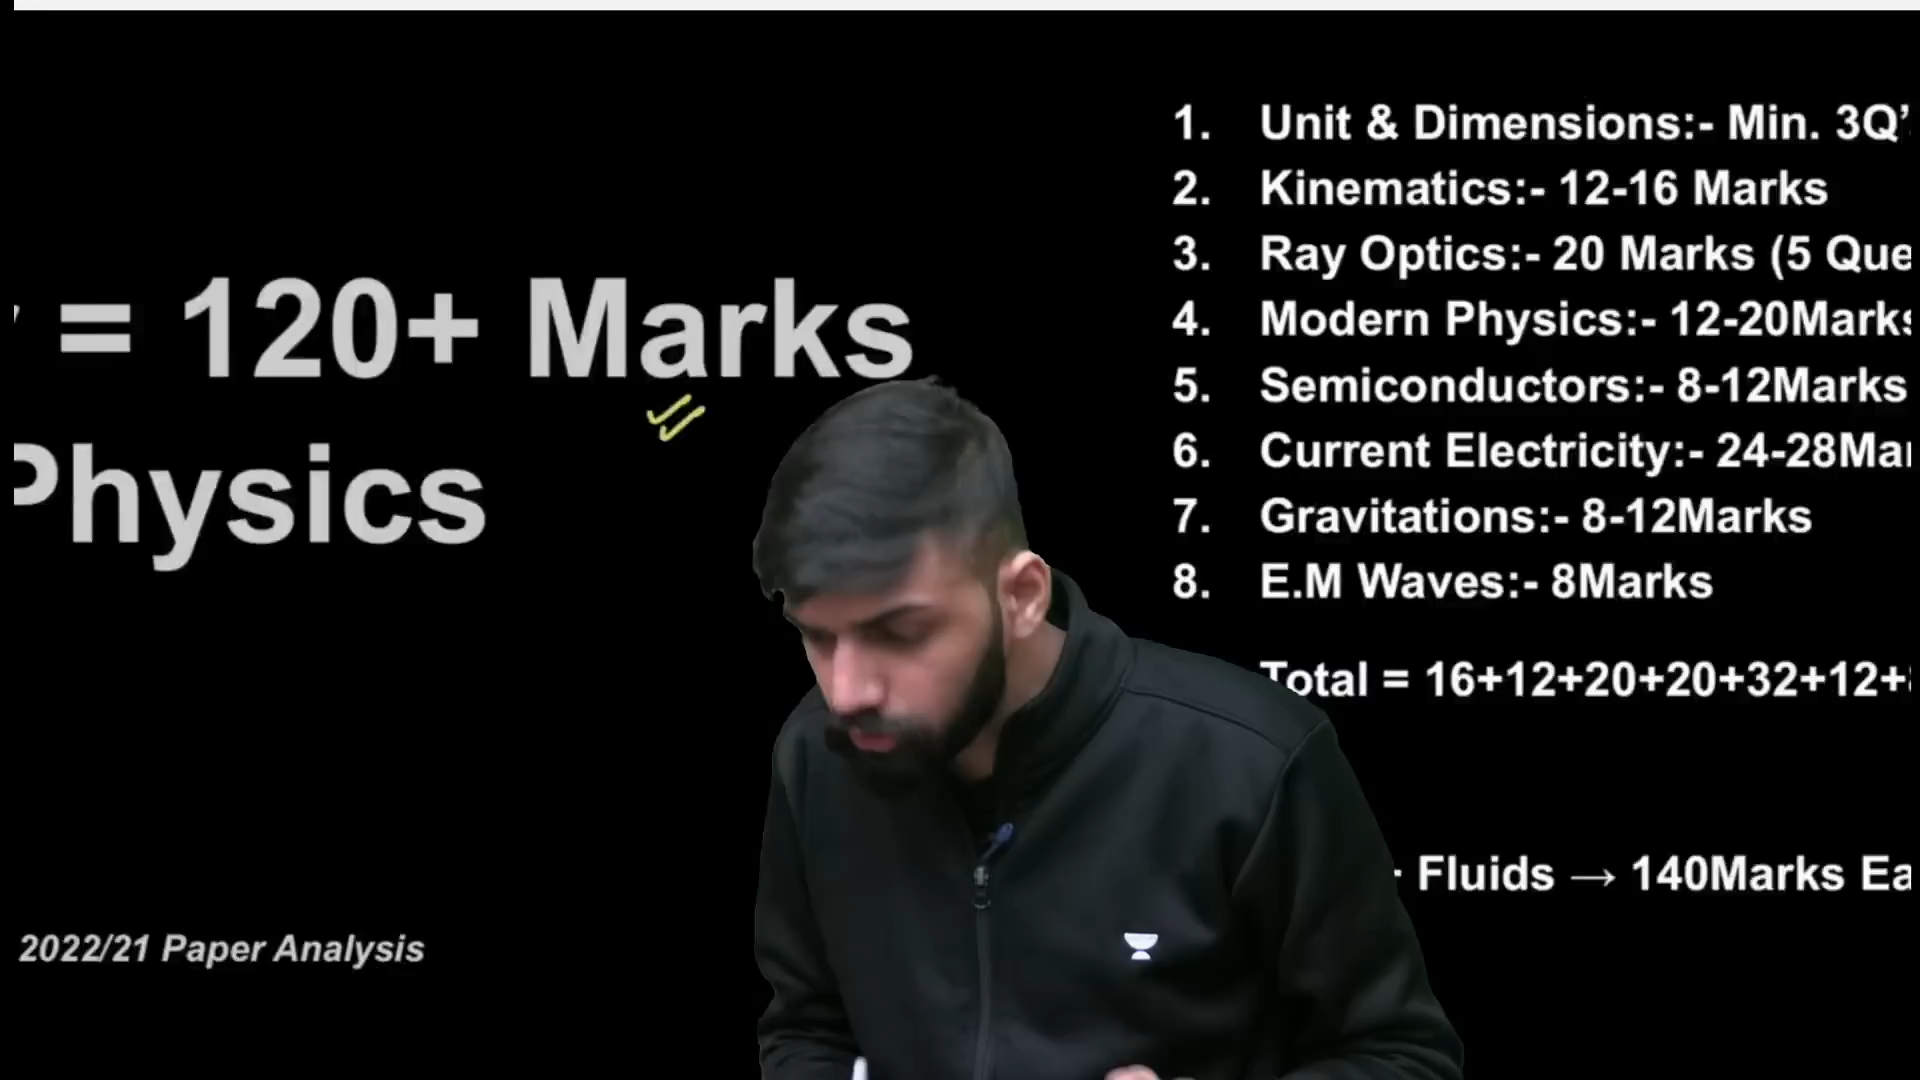 = 120+ Marks
Physics
2022/21 Paper Analysis
1. Unit & Dimensions:- Min. 3Q'
2. Kinematics:- 12-16 Marks
3. Ray Optics:- 20 Marks (5 Que
4. Modern Physics:- 12-20Marks
5. Semiconductors:- 8-12Marks
6. Current Electricity:- 24-28Mar
7. Gravitations:- 8-12Marks
8. E.M Waves:- 8Marks
Total = 16+12+20+20+32+12+
Fluids → 140Marks Ea